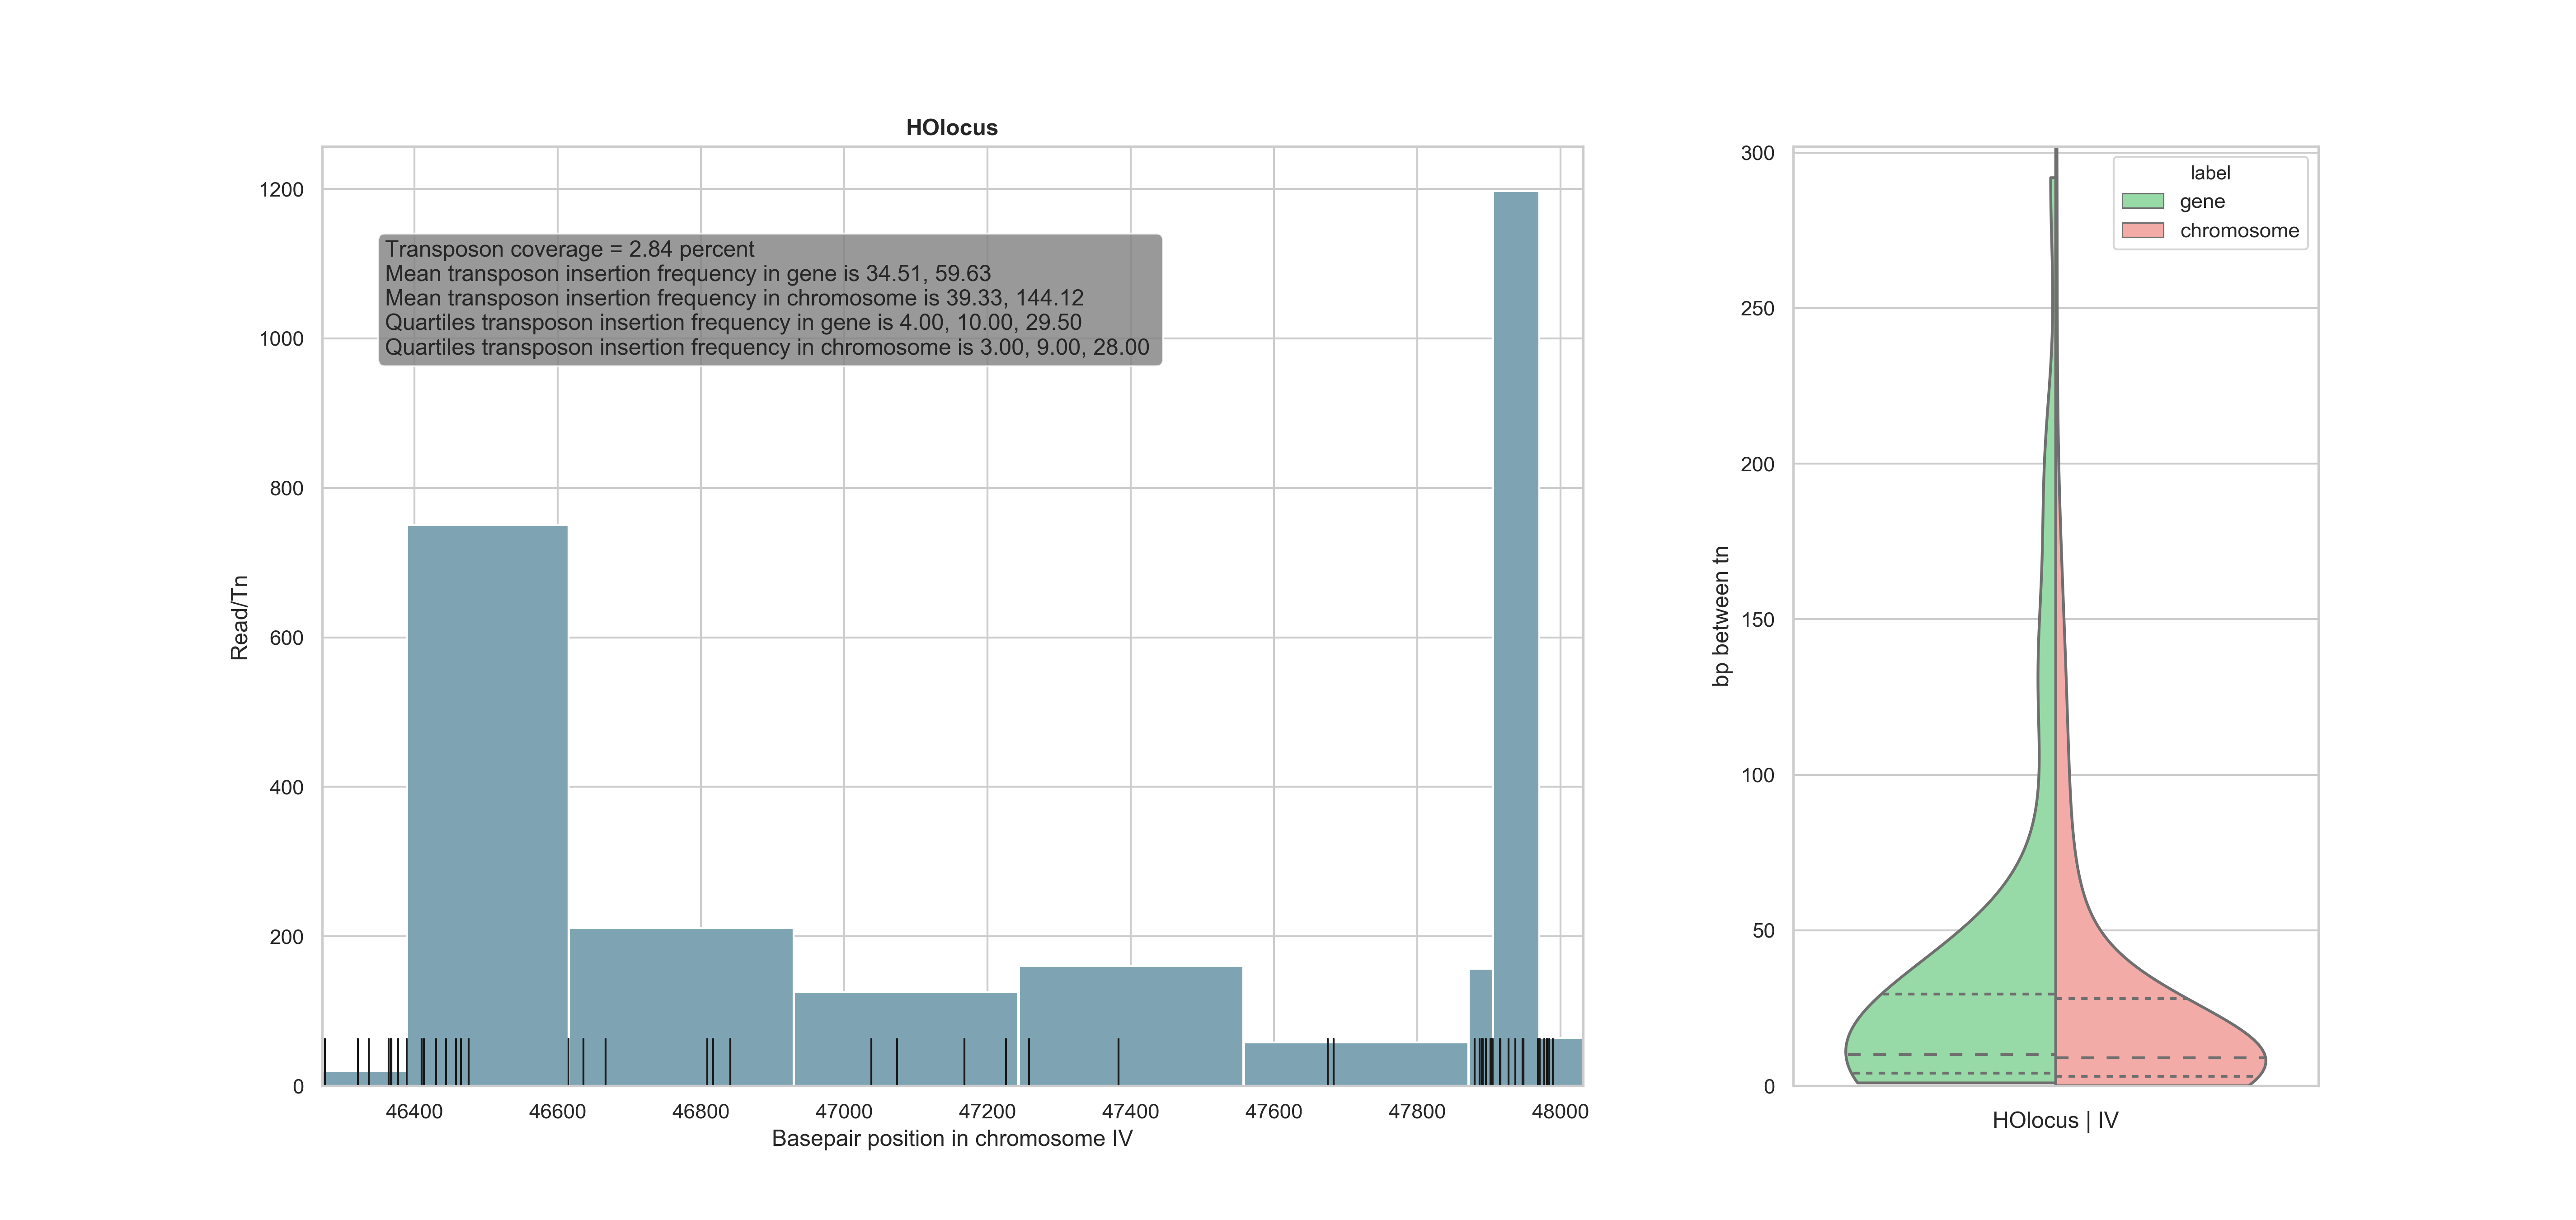 HOlocus
1200
1000
800
600
400
200
0
Read/Tn
Transposon coverage = 2.84 percent
Mean transposon insertion frequency in gene is 34.51, 59.63
Mean transposon insertion frequency in chromosome is 39.33, 144.12
Quartiles transposon insertion frequency in gene is 4.00, 10.00, 29.50
Quartiles transposon insertion frequency in chromosome is 3.00, 9.00, 28.00
46400 46600 46800 47000 47200 47400 47600 47800 48000
Basepair position in chromosome IV
300
250
200
150
100
50
0
bp between tn
label
gene
chromosome
HOlocus | IV